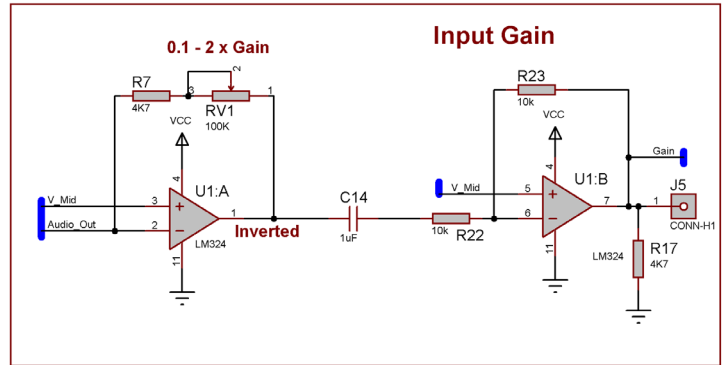 Input Gain
0.1 - 2 x Gain
R7
4K7
3
2
1
RV1
100K
VCC
4
V_Mid
3
Audio_Out
2
U1:A
1
LM324
Inverted
11
C14
1uF
R23
10k
VCC
4
Gain
V_Mid
5
6
10k
R22
U1:B
7
1
J5
CONN-H1
LM324
11
R17
4K7